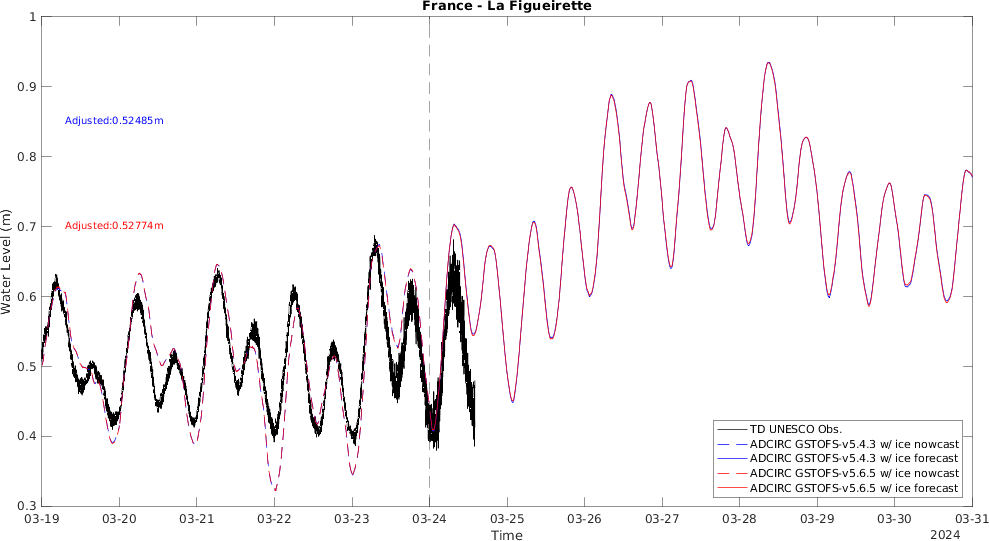 France - La Figueirette
1
0.9
0.8
0.7
0.6
0.5
0.4
0.3
Water Level (m)
Adjusted:0.52485m
Adjusted:0.52774m
TD UNESCO Obs.
ADCIRC GSTOFS-v5.4.3 w/ ice nowcast
ADCIRC GSTOFS-v5.4.3 w/ ice forecast
ADCIRC GSTOFS-v5.6.5 w/ ice nowcast
ADCIRC GSTOFS-v5.6.5 w/ ice forecast
03-19 03-20 03-21 03-22 03-23 03-24 03-25 03-26 03-27 03-28 03-29 03-30 03-31
Time
2024